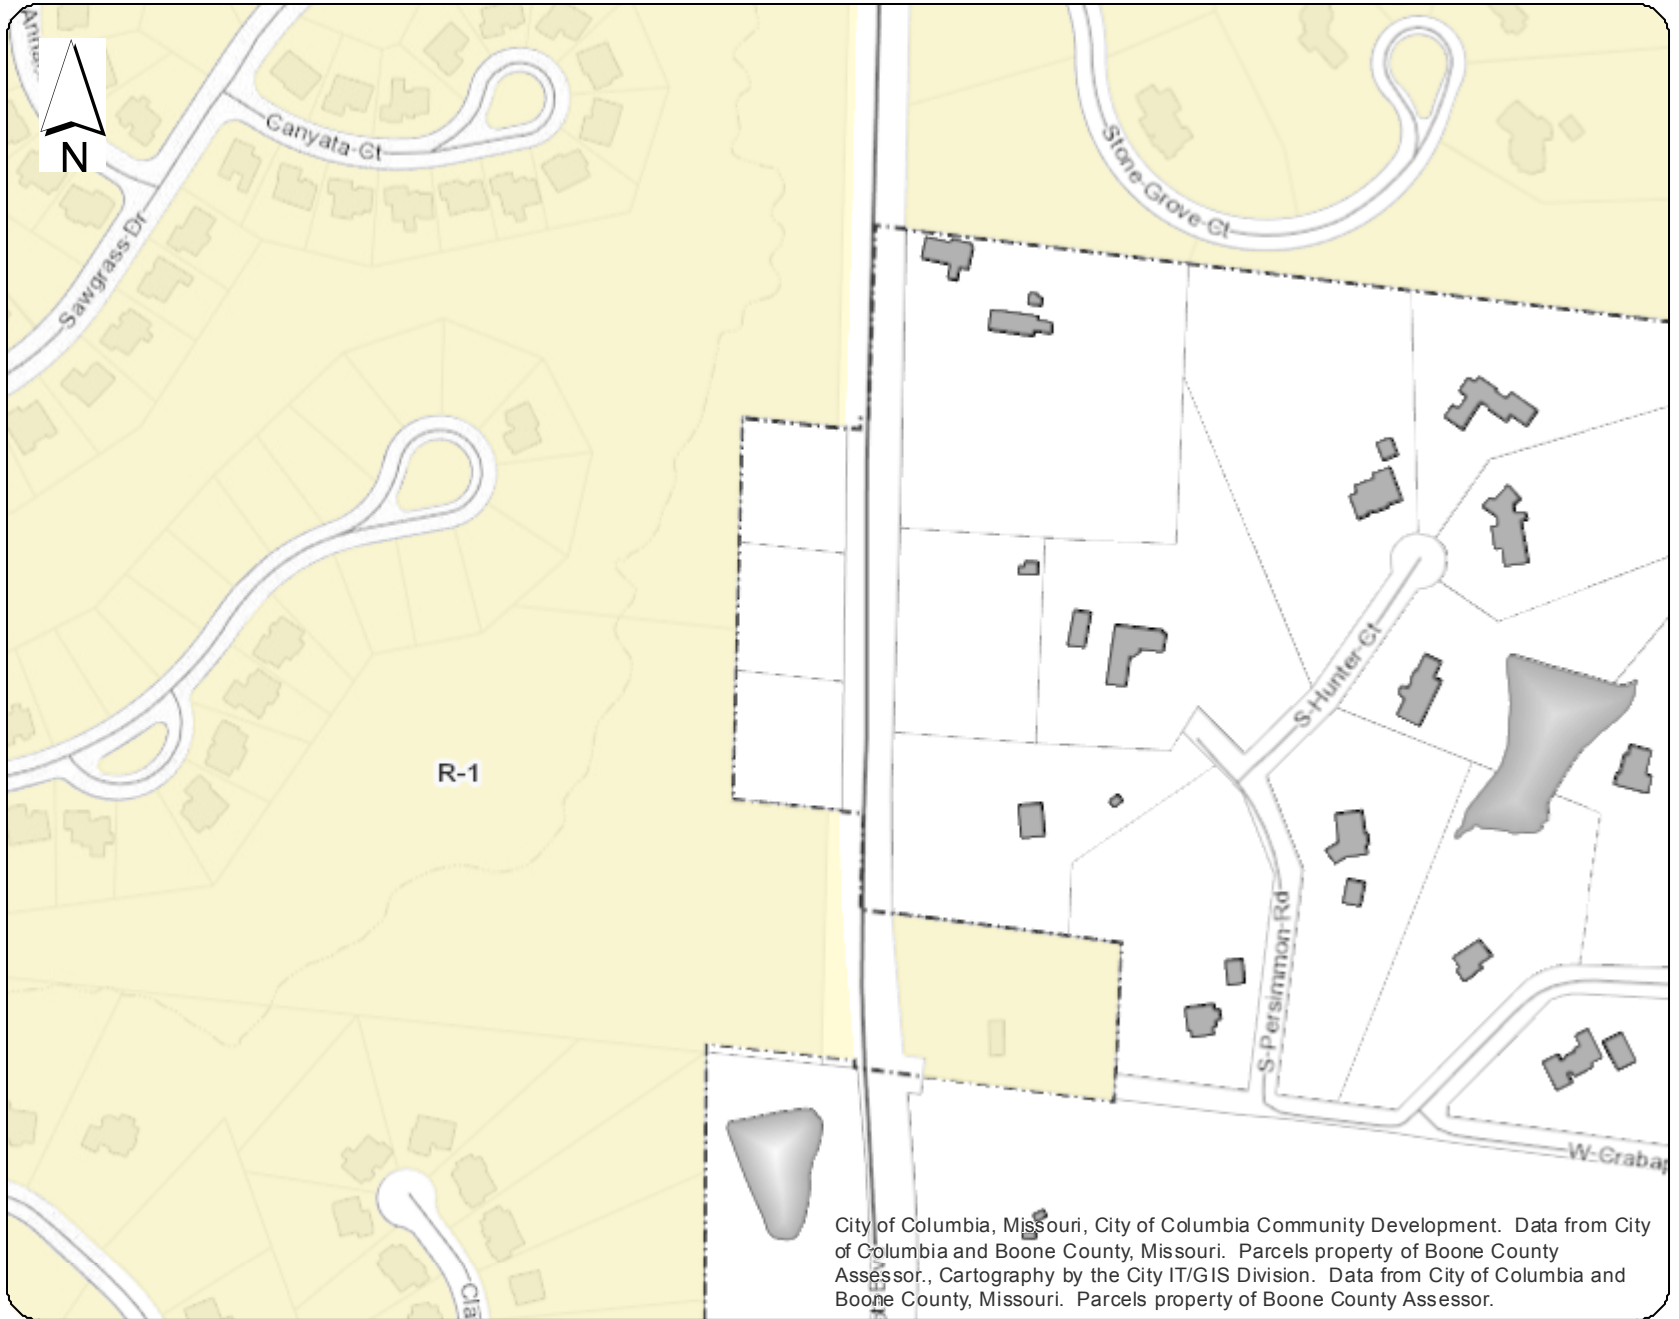 N
Canyata-Ct
Stone-Grove-Ct
Sawgrass-Dr
S-Hunter-Ct
R-1
S-Persimmon-Rd
City of Columbia, Missouri, City of Columbia Community Development.  Data from City
of Columbia and Boone County, Missouri.  Parcels property of Boone County
Assessor., Cartography by the City IT/GIS Division.  Data from City of Columbia and
Boone County, Missouri.  Parcels property of Boone County Assessor.